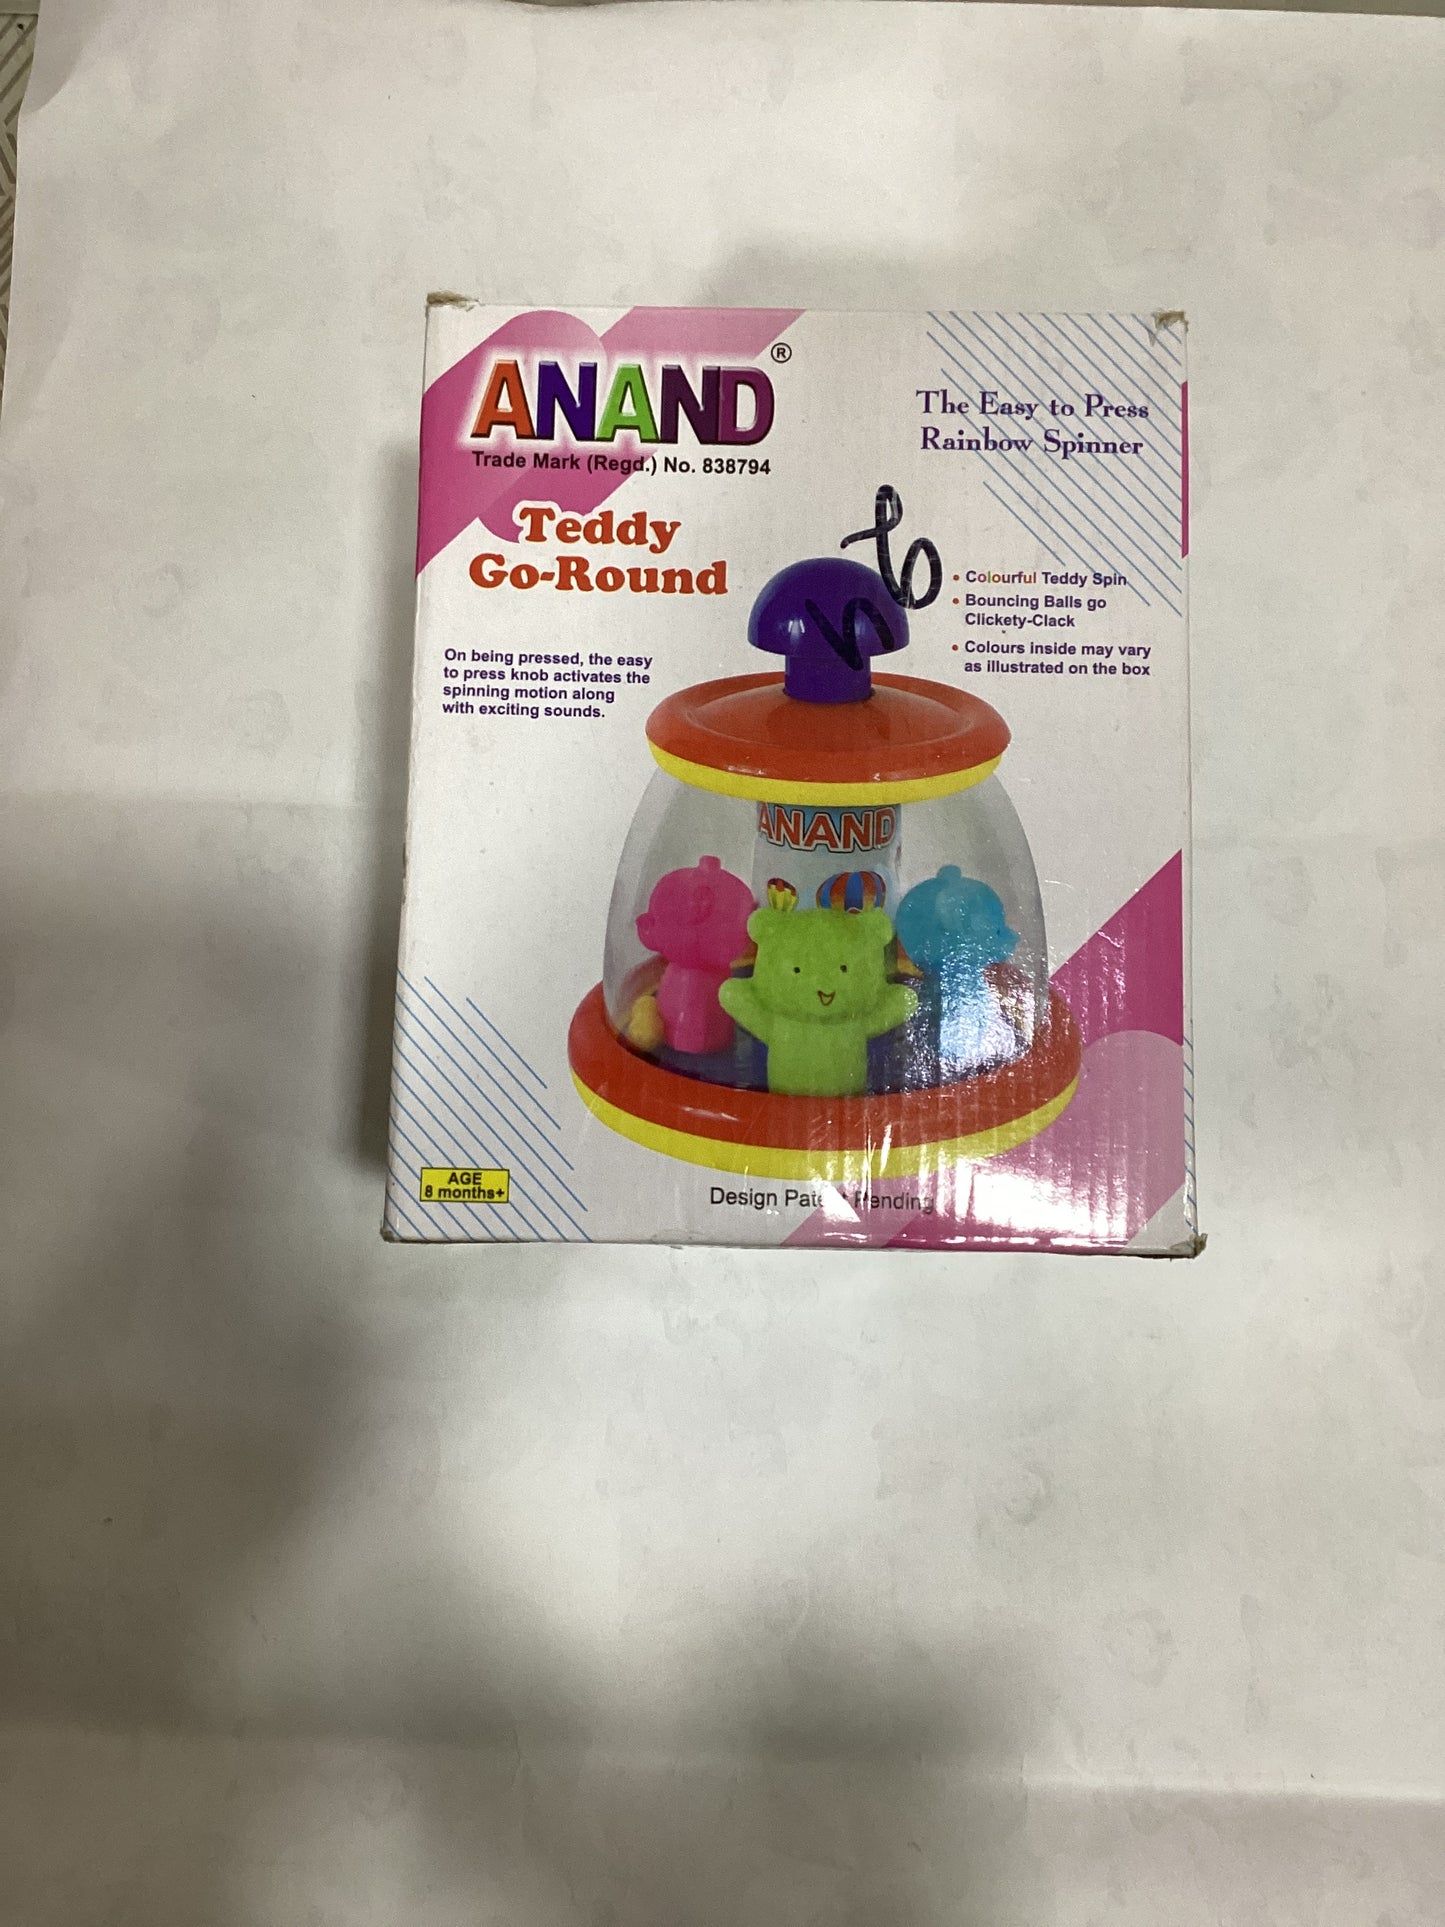 ANAND ®
Trade Mark (Regd.) No. 838794
The Easy to Press
Rainbow Spinner
Teddy
Go-Round
• Colourful Teddy Spin
• Bouncing Balls go
Clickety-Clack
• Colours inside may vary
as illustrated on the box
On being pressed, the easy
to press knob activates the
spinning motion along
with exciting sounds.
ANAND
AGE
8 months+
Design Patent Pending